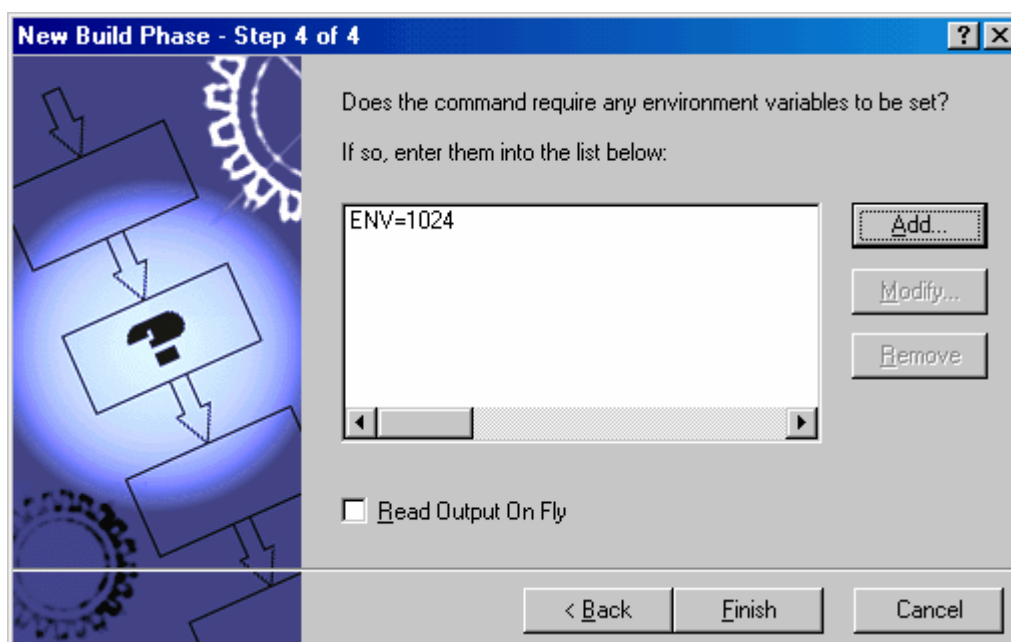 New Build Phase - Step 4 of 4
Does the command require any environment variables to be set?
If so, enter them into the list below:
ENV=1024
Add...
Modify...
Remove
Read Output On Fly
< Back
Finish
Cancel